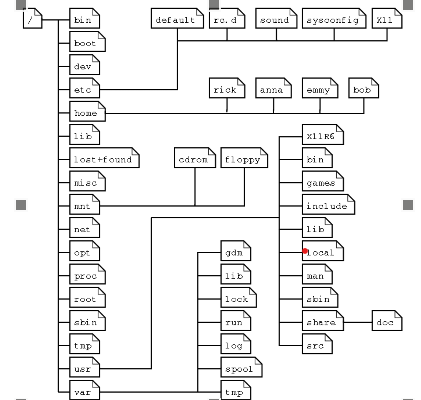 / bin default rc.d sound sysconfig X11
boot
dev
etc rick anna emmy bob
home
lib X11R6
lost+found cdrom floppy bin
misc games
mnt include
net lib
opt gdm local
proc lib man
root lock sbin
sbin run share doc
tmp log src
usr spool
var tmp